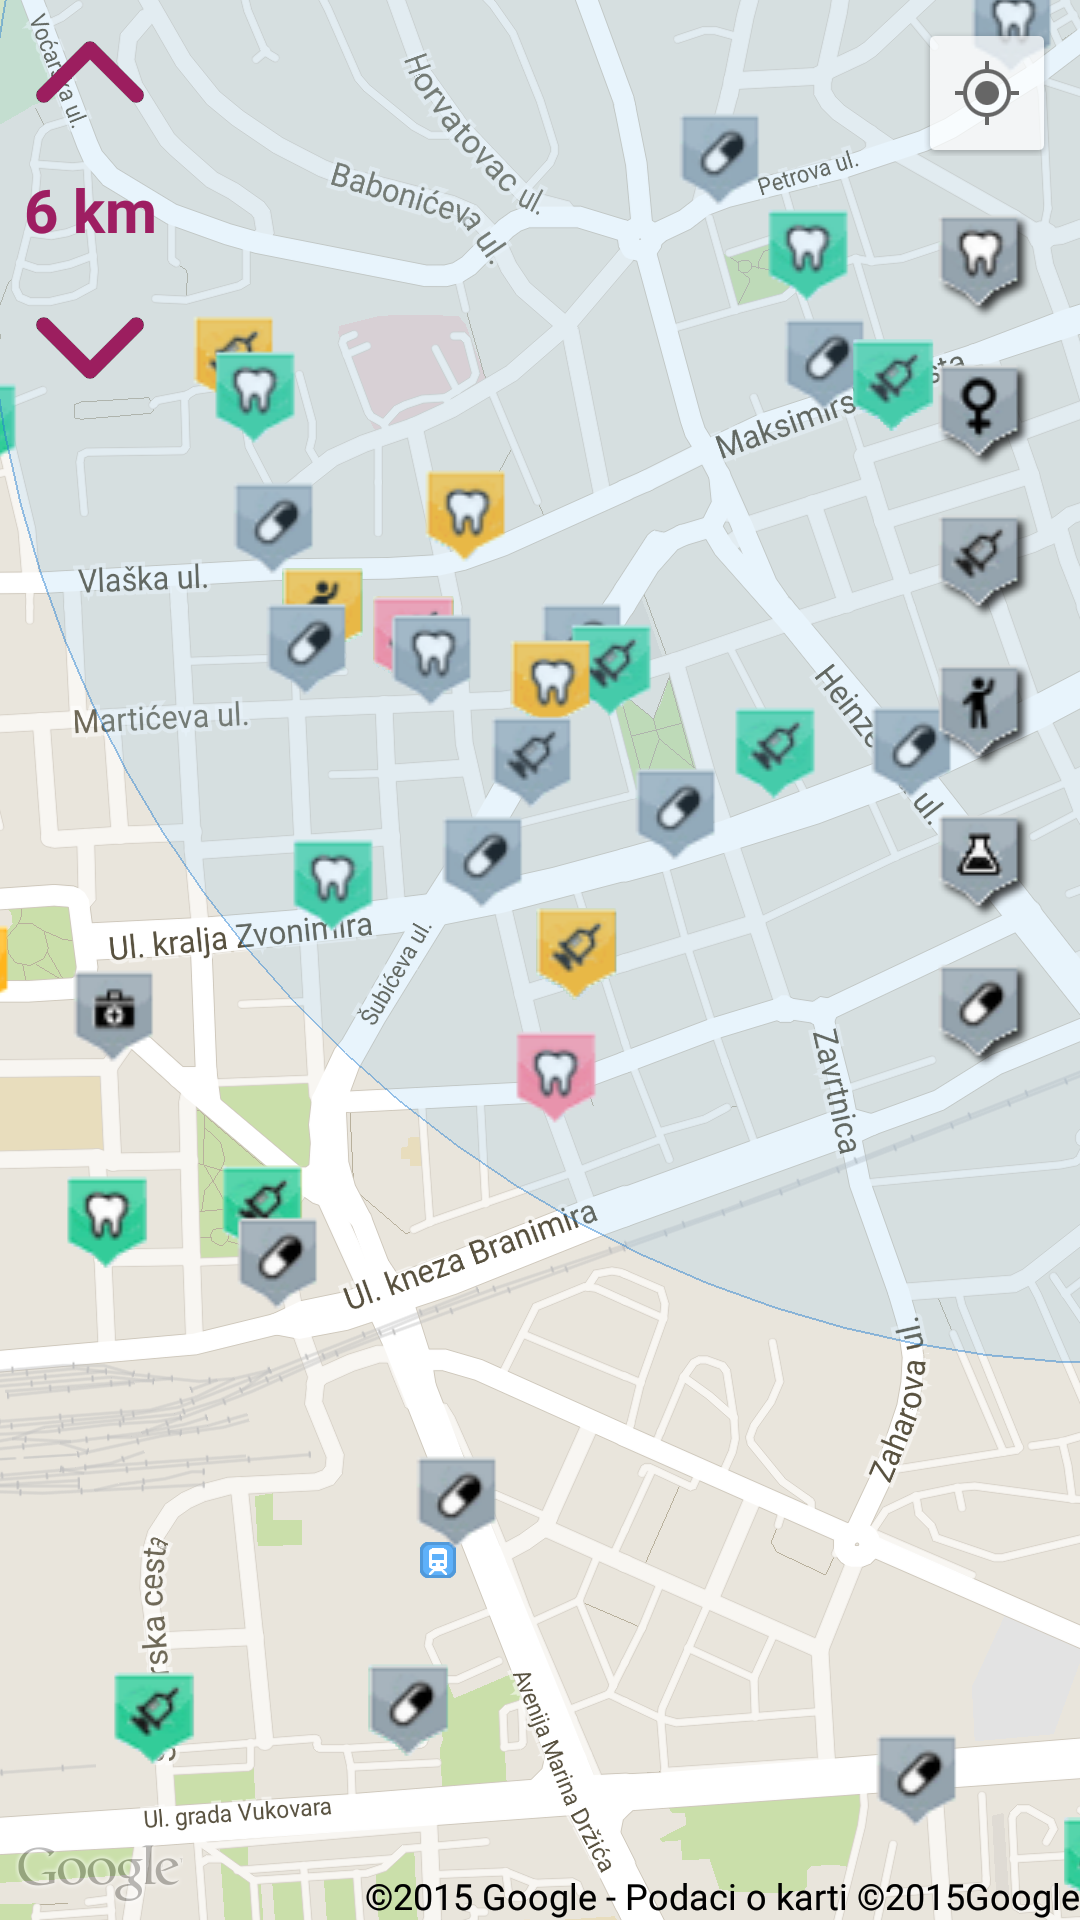 Voćarska ul.
Horvatovac ul.
Babonićeva ul.
Petrova ul.
6 km
Maksimirs
Vlaška ul.
Martićeva ul.
Heinze
ul.
Ul. kralja Zvonimira
Šubićeva ul.
Zavrtnica
Ul. kneza Branimira
Zaharova ul.
rska cesta
Avenija Marina Držića
Ul. grada Vukovara
Google
©2015 Google - Podaci o karti ©2015Google